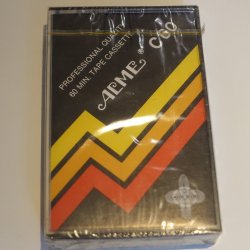 PROFESSIONAL QUALITY
60 MIN. TAPE CASSETTE
ACME C60